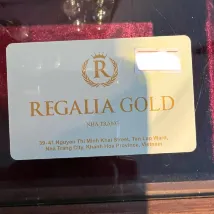 R
REGALIA GOLD
- NHA TRANG -
39-41 Nguyen Thi Minh Khai Street, Tan Lap Ward,
Nha Trang City, Khanh Hoa Province, Vietnam